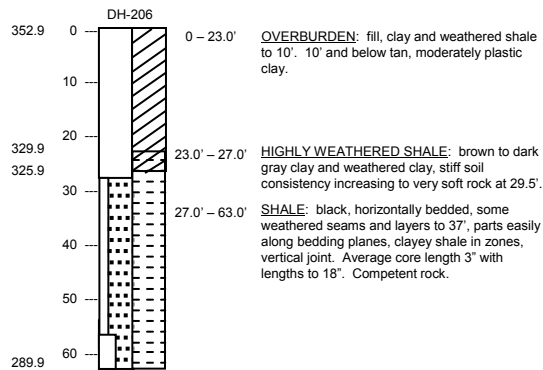 DH-206
352.9 0 --- 0 – 23.0' OVERBURDEN: fill, clay and weathered shale
to 10'. 10' and below tan, moderately plastic
clay.
10 ---
20 ---
329.9 23.0' – 27.0' HIGHLY WEATHERED SHALE: brown to dark
325.9 gray clay and weathered clay, stiff soil
consistency increasing to very soft rock at 29.5'.
30 ---
27.0' – 63.0' SHALE: black, horizontally bedded, some
weathered seams and layers to 37', parts easily
along bedding planes, clayey shale in zones,
40 --- vertical joint. Average core length 3" with
lengths to 18". Competent rock.
50 ---
60 ---
289.9